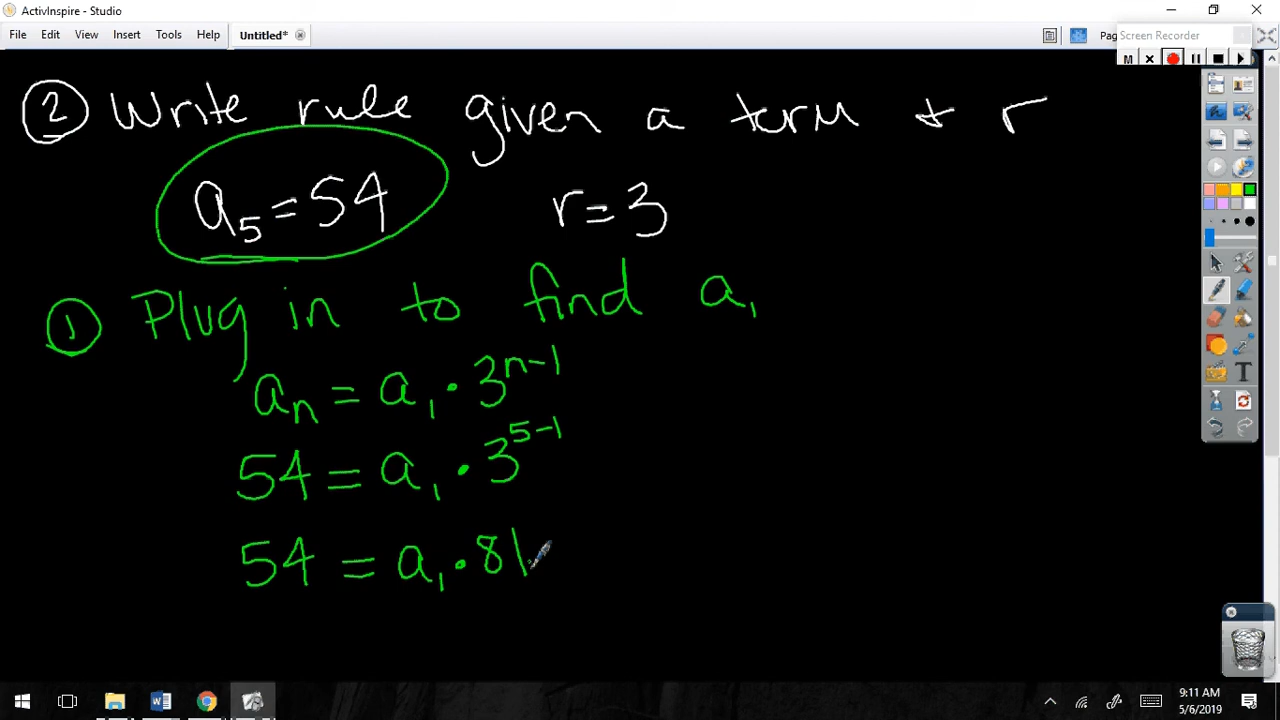 ActivInspire - Studio
File Edit View Insert Tools Help Untitled* Pag
Screen Recorder
M
② Write rule given a term + r
a₅=54 r=3
① Plug in to find a₁
aₙ = a₁ · 3ⁿ⁻¹
54 = a₁ · 3⁵⁻¹
54 = a₁ · 81
T
9:11 AM
5/6/2019